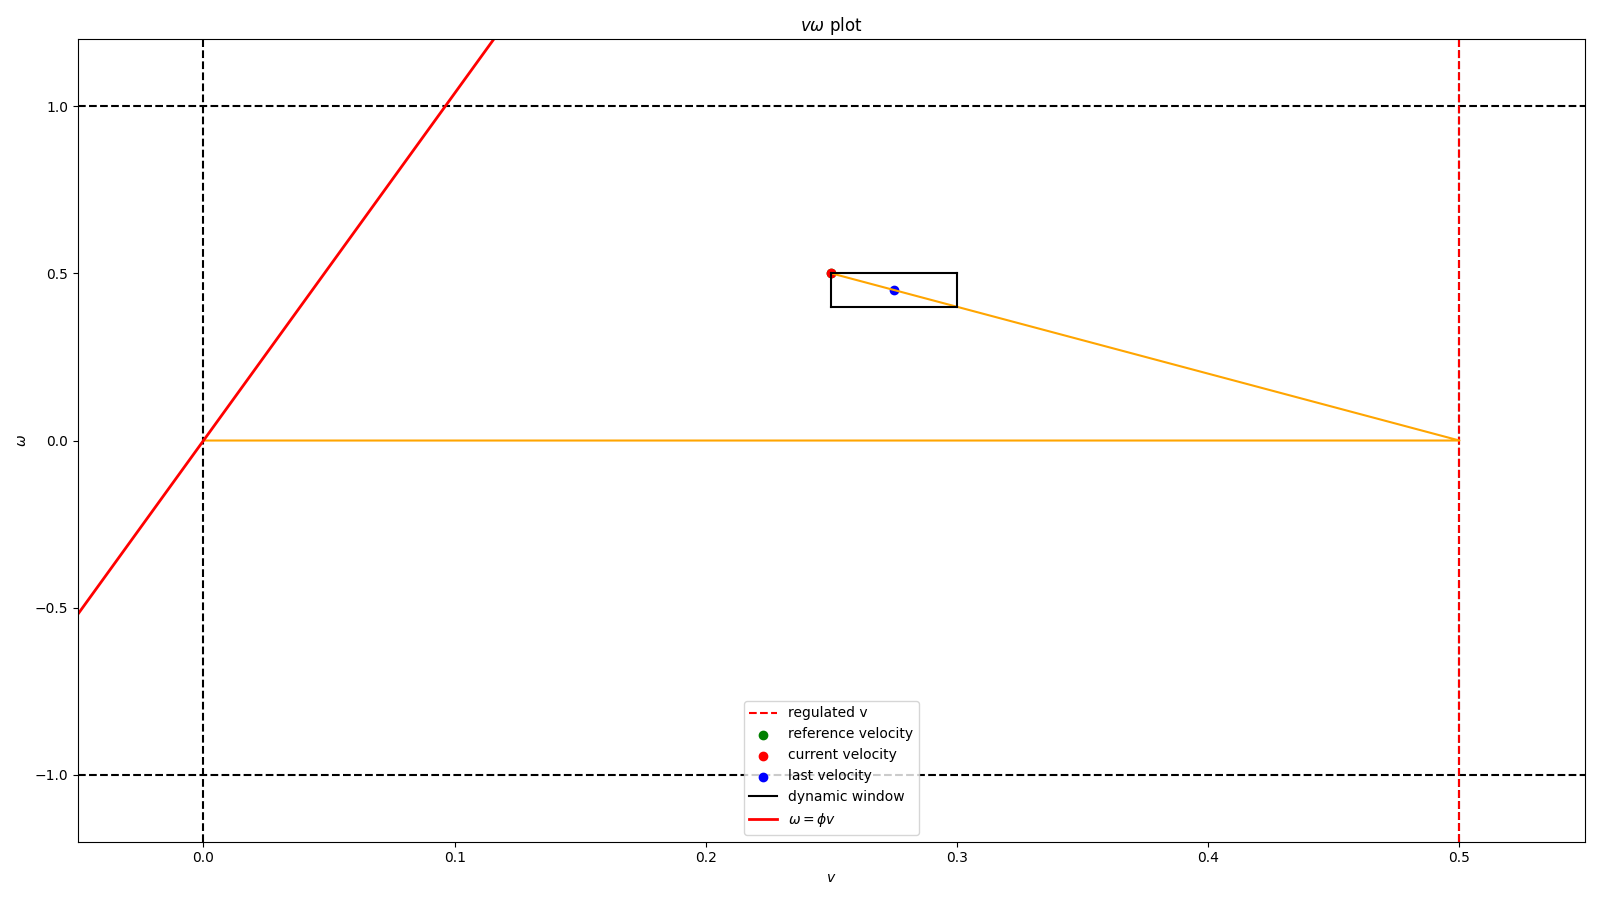 vω plot
ω
1.0
0.5
0.0
−0.5
−1.0
regulated v
reference velocity
current velocity
last velocity
dynamic window
ω = ϕv
0.0 0.1 0.2 0.3 0.4 0.5
v